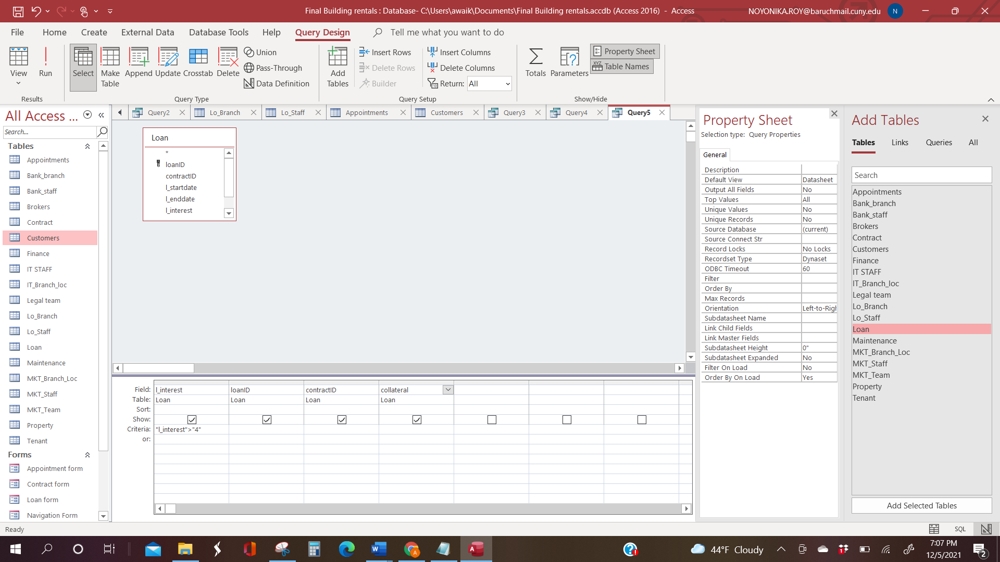 Final Building rentals : Database- C:\Users\awaik\Documents\Final Building rentals.accdb (Access 2016) - Access
NOYONIKA.ROY@baruchmail.cuny.edu
N
File
Home
Create
External Data
Database Tools
Help
Query Design
Tell me what you want to do
View
Run
Results
Select
Make
Table
Append
Update
Crosstab
Delete
Union
Pass-Through
Data Definition
Query Type
Add
Tables
Insert Rows
Delete Rows
Builder
Insert Columns
Delete Columns
Return: All
Query Setup
Totals
Parameters
Property Sheet
Table Names
Show/Hide
All Access ...
Search...
Tables
Appointments
Bank_branch
Bank_staff
Brokers
Contract
Customers
Finance
IT STAFF
IT_Branch_loc
Legal team
Lo_Branch
Lo_Staff
Loan
Maintenance
MKT_Branch_Loc
MKT_Staff
MKT_Team
Property
Tenant
Forms
Appointment form
Contract form
Loan form
Navigation Form
Query2
Lo_Branch
Lo_Staff
Appointments
Customers
Query3
Query4
Query5
Loan
*
loanID
contractID
l_startdate
l_enddate
l_interest
Field: l_interest loanID contractID collateral
Table: Loan Loan Loan Loan
Sort:
Show:
Criteria: "l_interest">"4"
or:
Property Sheet
Selection type: Query Properties
General
Description
Default View Datasheet
Output All Fields No
Top Values All
Unique Values No
Unique Records No
Source Database (current)
Source Connect Str
Record Locks No Locks
Recordset Type Dynaset
ODBC Timeout 60
Filter
Order By
Max Records
Orientation Left-to-Righ
Subdatasheet Name
Link Child Fields
Link Master Fields
Subdatasheet Height 0"
Subdatasheet Expanded No
Filter On Load No
Order By On Load Yes
Add Tables
Tables
Links
Queries
All
Search
Appointments
Bank_branch
Bank_staff
Brokers
Contract
Customers
Finance
IT STAFF
IT_Branch_loc
Legal team
Lo_Branch
Lo_Staff
Loan
Maintenance
MKT_Branch_Loc
MKT_Staff
MKT_Team
Property
Tenant
Add Selected Tables
Ready
SQL
44°F Cloudy
7:07 PM
12/5/2021
2